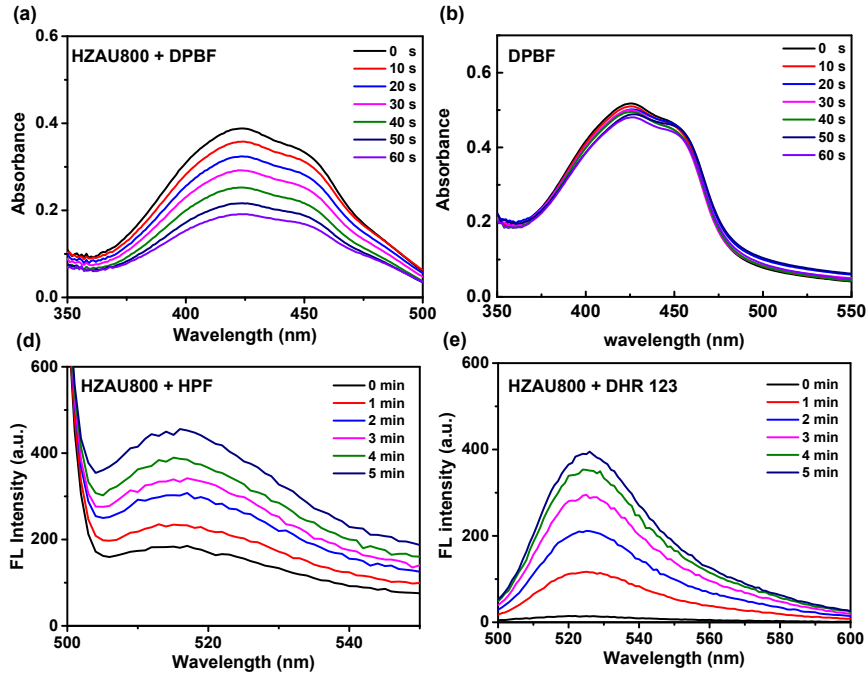 (a)
HZAU800 + DPBF
0 s
10 s
20 s
30 s
40 s
50 s
60 s
Absorbance
0.6
0.4
0.2
0.0
350
400
450
500
Wavelength (nm)
(b)
DPBF
0 s
10 s
20 s
30 s
40 s
50 s
60 s
Absorbance
0.6
0.4
0.2
0.0
350
400
450
500
550
wavelength (nm)
(d)
HZAU800 + HPF
0 min
1 min
2 min
3 min
4 min
5 min
FL Intensity (a.u.)
600
400
200
0
500
520
540
Wavelength (nm)
(e)
HZAU800 + DHR 123
0 min
1 min
2 min
3 min
4 min
5 min
FL intensity (a.u.)
600
400
200
0
500
520
540
560
580
600
Wavelength (nm)